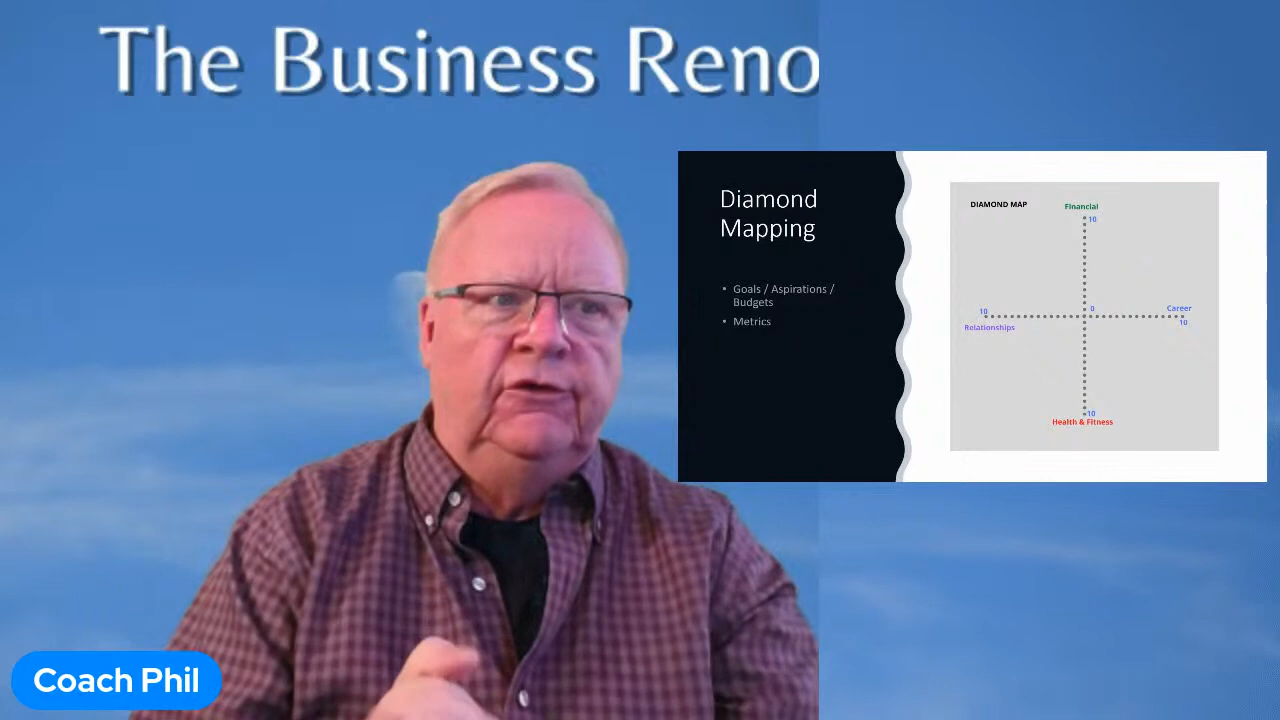 The Business Reno
Diamond
Mapping
▪ Goals / Aspirations /
Budgets
▪ Metrics
DIAMOND MAP
Financial
10
10
0
Career
Relationships
10
10
Health & Fitness
Coach Phil